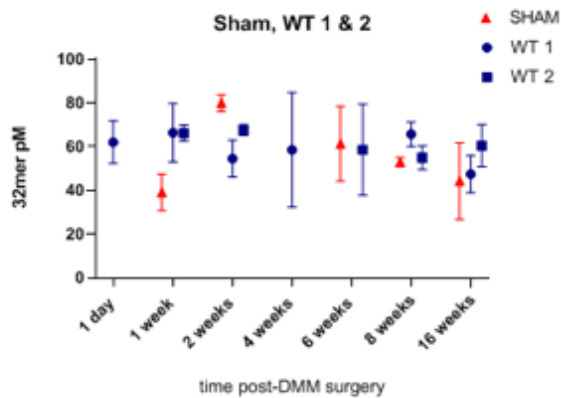 Sham, WT 1 & 2
SHAM
WT 1
WT 2
32mer pM
100
80
60
40
20
0
1 day
1 week
2 weeks
4 weeks
6 weeks
8 weeks
16 weeks
time post-DMM surgery